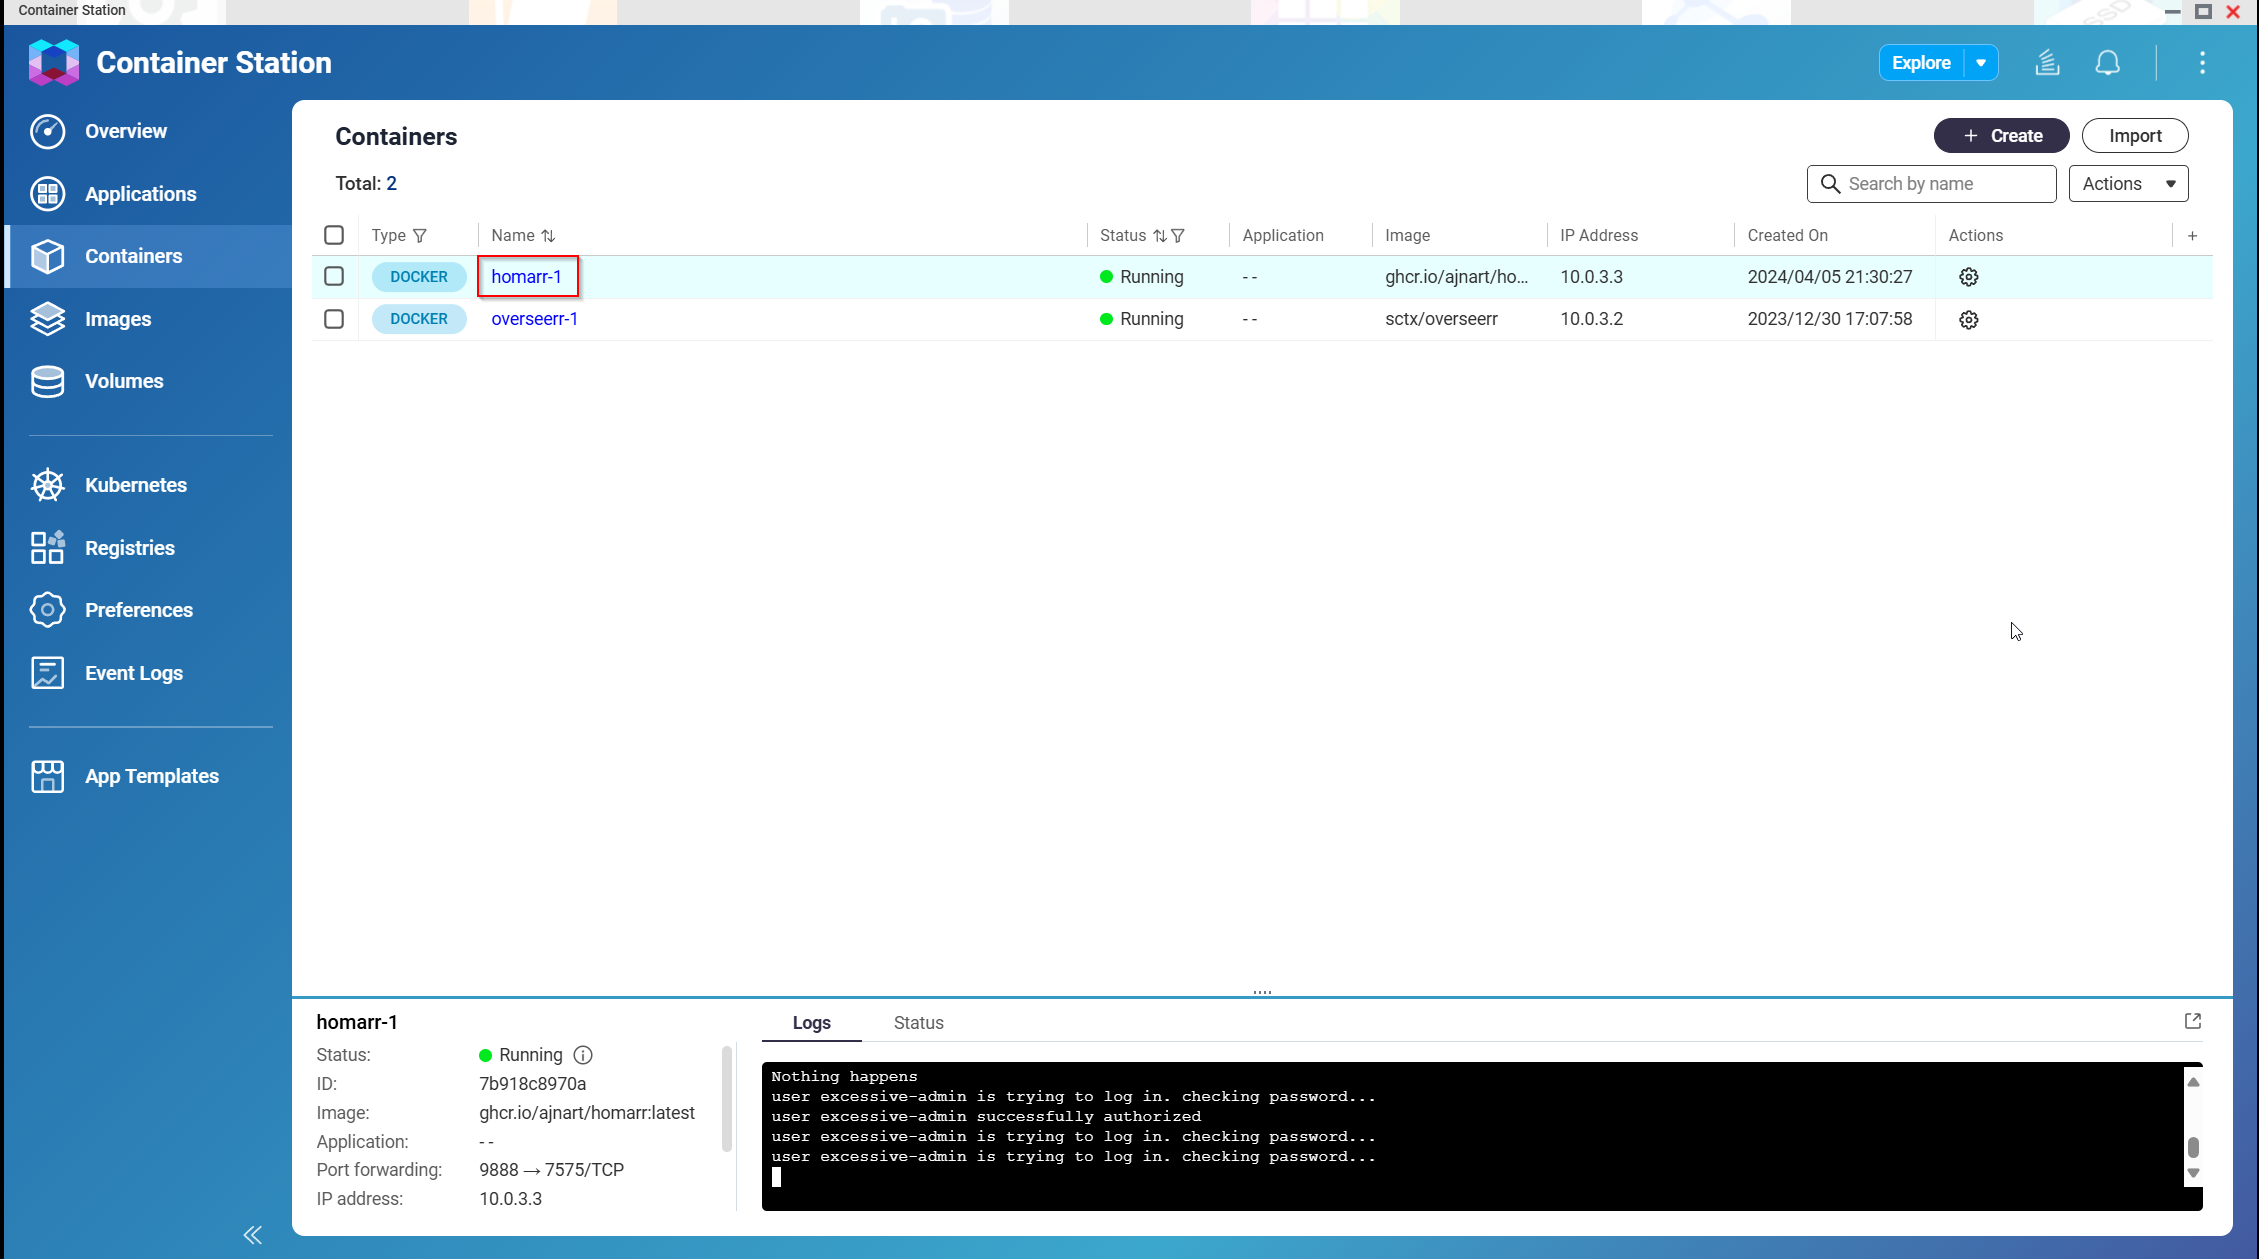 Container Station
Container Station
Explore
Overview
Applications
Containers
Images
Volumes
Kubernetes
Registries
Preferences
Event Logs
App Templates
Containers
+ Create
Import
Total: 2
Search by name
Actions
Type Name Status Application Image IP Address Created On Actions +
DOCKER homarr-1 Running - - ghcr.io/ajnart/ho... 10.0.3.3 2024/04/05 21:30:27
DOCKER overseerr-1 Running - - sctx/overseerr 10.0.3.2 2023/12/30 17:07:58
homarr-1
Status: Running
ID: 7b918c8970a
Image: ghcr.io/ajnart/homarr:latest
Application: - -
Port forwarding: 9888 → 7575/TCP
IP address: 10.0.3.3
Logs
Status
Nothing happens
user excessive-admin is trying to log in. checking password...
user excessive-admin successfully authorized
user excessive-admin is trying to log in. checking password...
user excessive-admin is trying to log in. checking password...
SSD